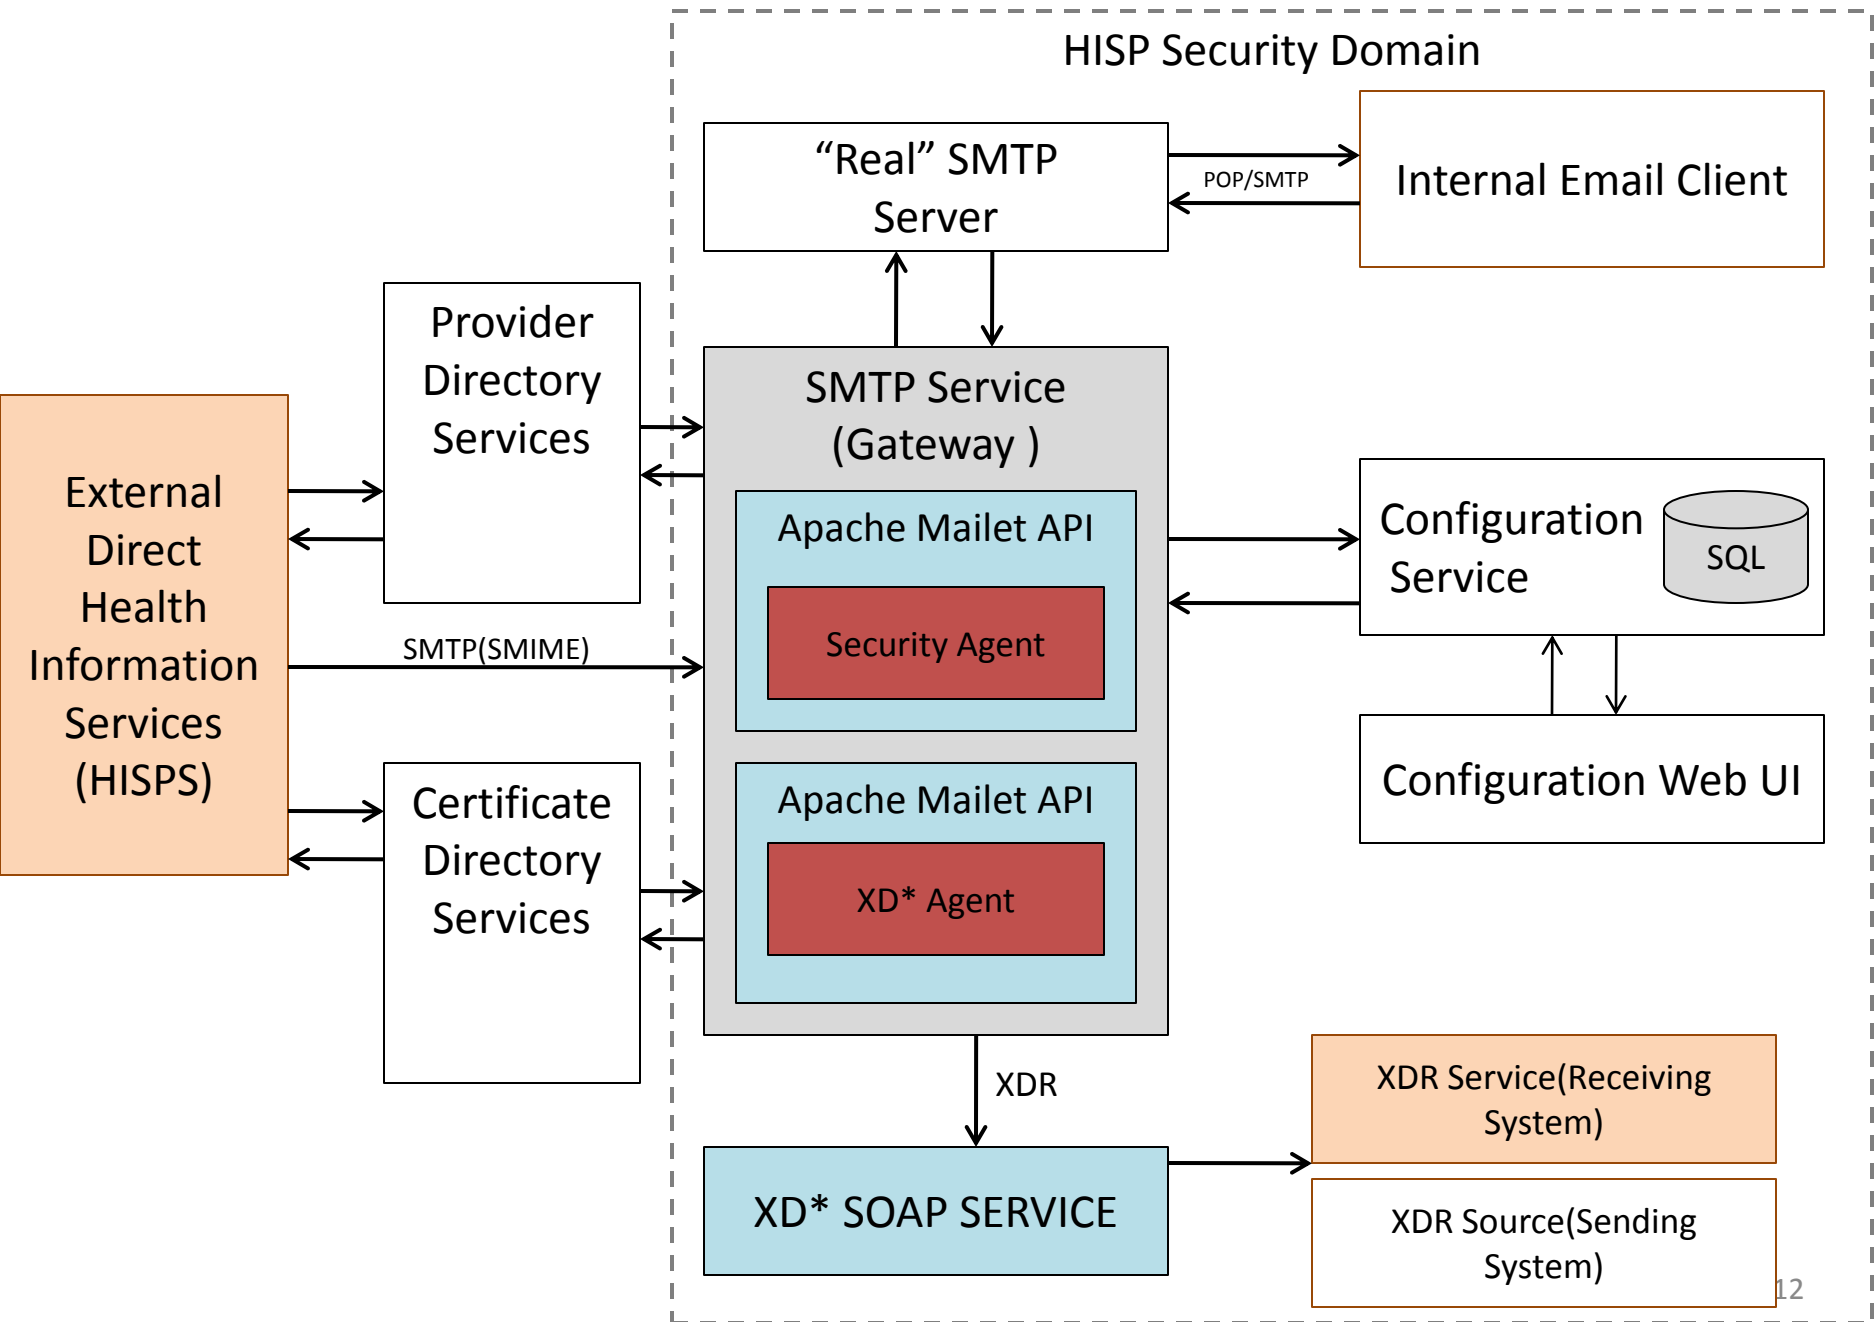 HISP Security Domain
“Real” SMTP
Server
POP/SMTP
Internal Email Client
Provider
Directory
Services
SMTP Service
(Gateway )
External
Direct
Health
Information
Services
(HISPS)
Apache Mailet API
Security Agent
Configuration
Service
SQL
SMTP(SMIME)
Configuration Web UI
Certificate
Directory
Services
Apache Mailet API
XD* Agent
XDR
XDR Service(Receiving
System)
XD* SOAP SERVICE
XDR Source(Sending
System)
12